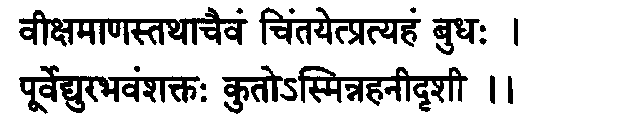 वीक्षमाणस्तथाचैवं चिंतयेत्प्रत्यहं बुधः ।
पूर्वेद्युरभवंशक्तः कुतोऽस्मिन्नहनीदृशी ।।